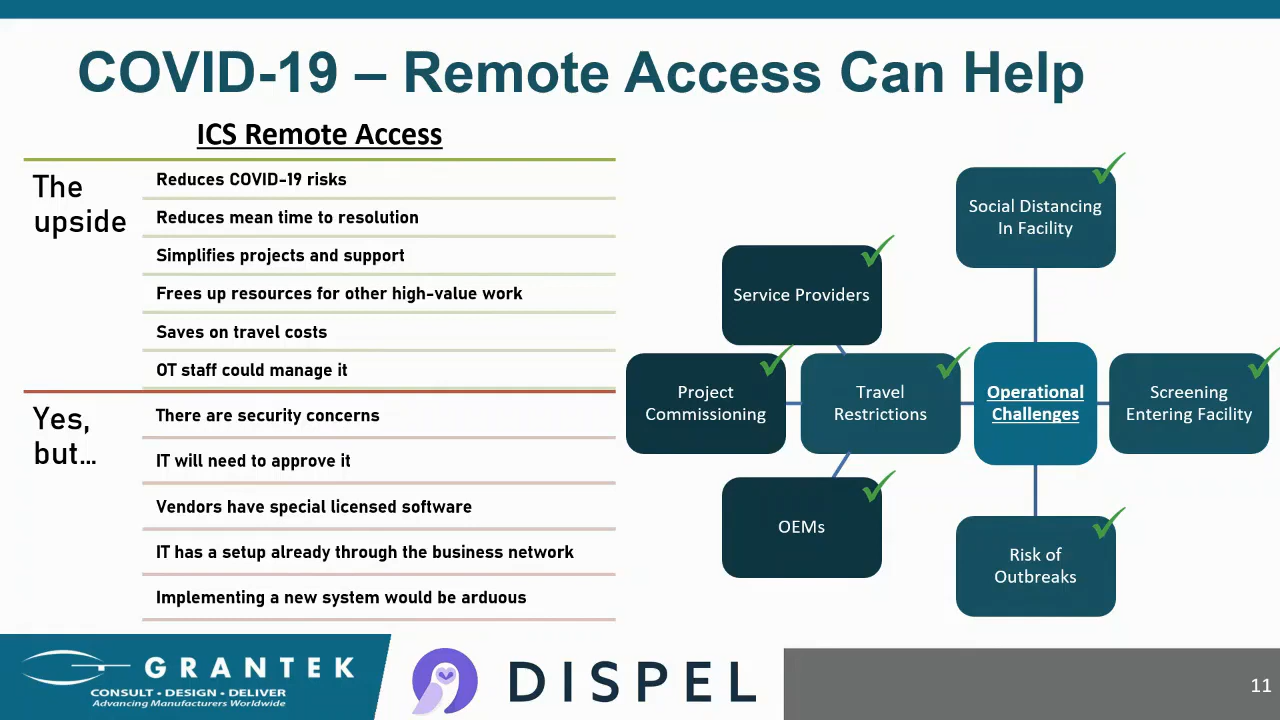 COVID-19 – Remote Access Can Help
ICS Remote Access
The
upside
Reduces COVID-19 risks
Reduces mean time to resolution
Simplifies projects and support
Frees up resources for other high-value work
Saves on travel costs
OT staff could manage it
Yes,
but...
There are security concerns
IT will need to approve it
Vendors have special licensed software
IT has a setup already through the business network
Implementing a new system would be arduous
Social Distancing
In Facility
Service Providers
Project
Commissioning
Travel
Restrictions
Operational
Challenges
Screening
Entering Facility
OEMs
Risk of
Outbreaks
GRANTEK
CONSULT • DESIGN • DELIVER
Advancing Manufacturers Worldwide
DISPEL
11